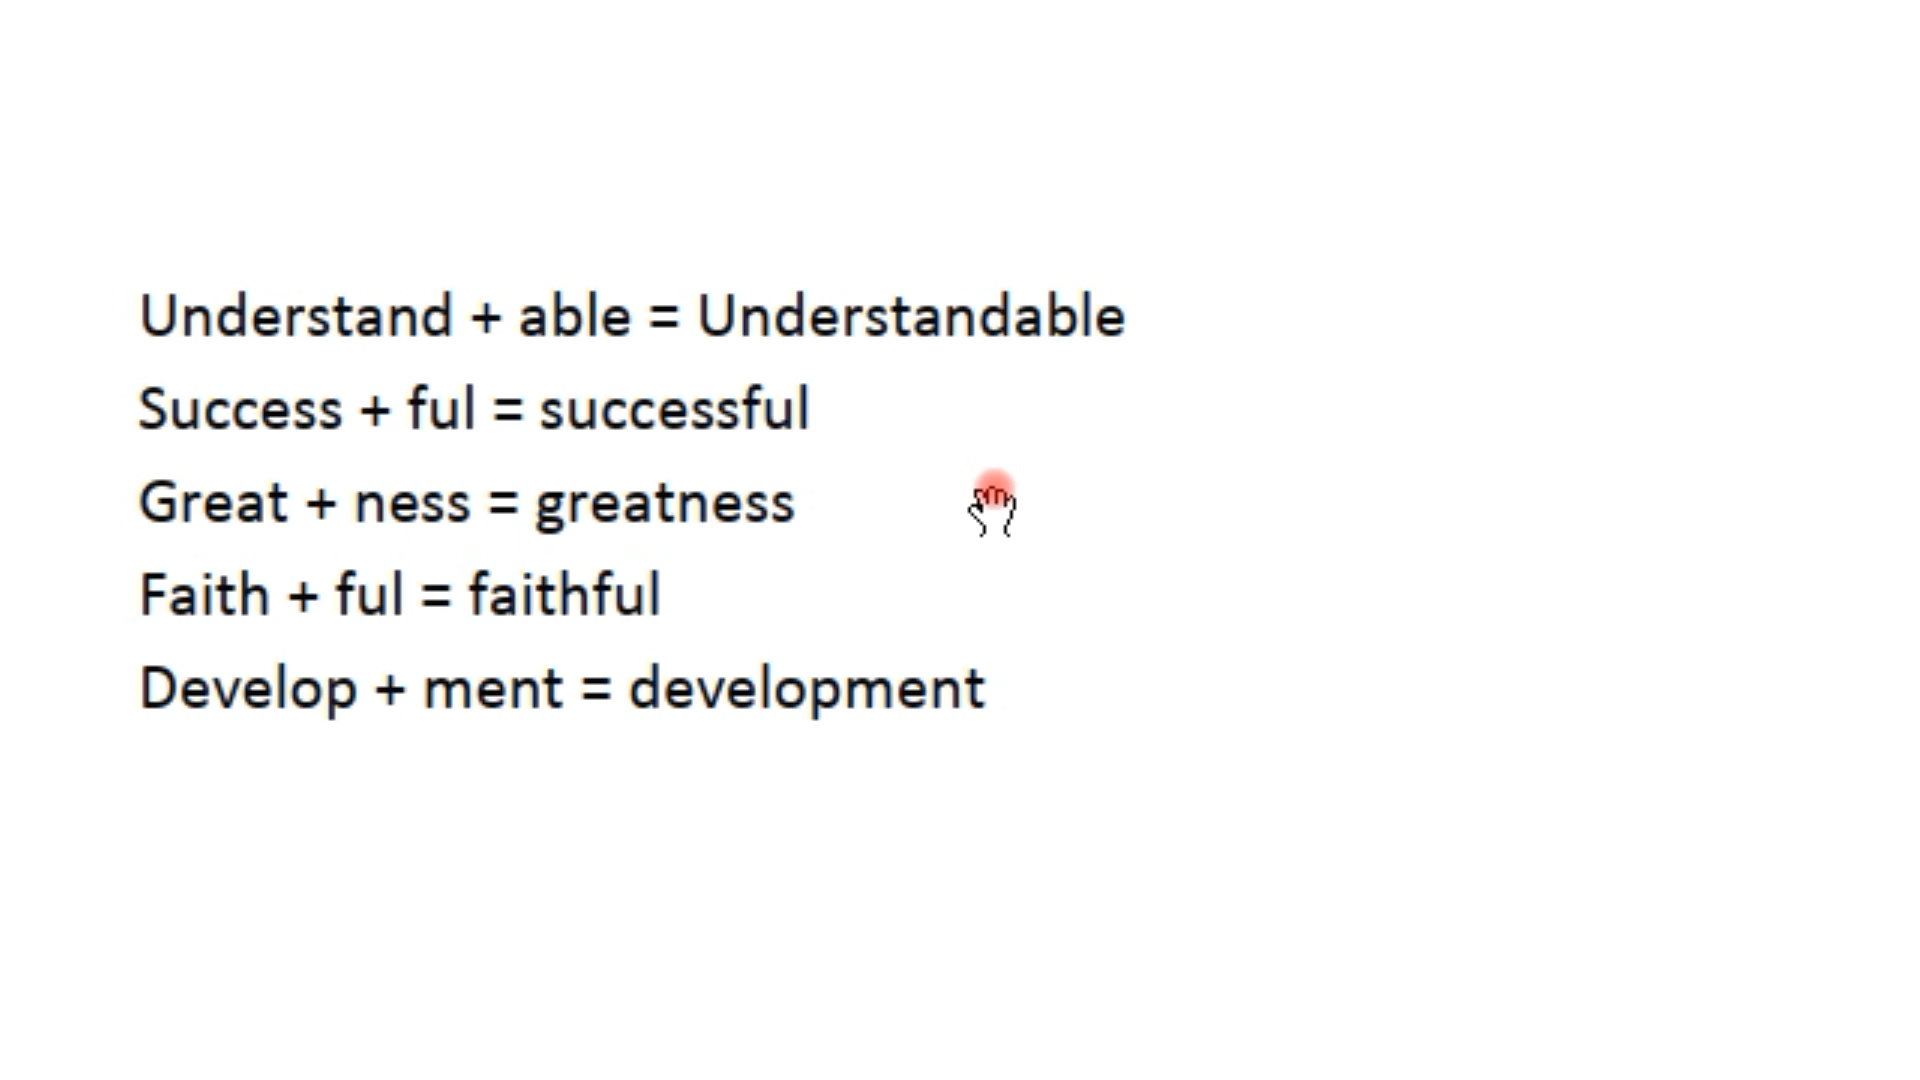 Understand + able = Understandable
Success + ful = successful
Great + ness = greatness
Faith + ful = faithful
Develop + ment = development